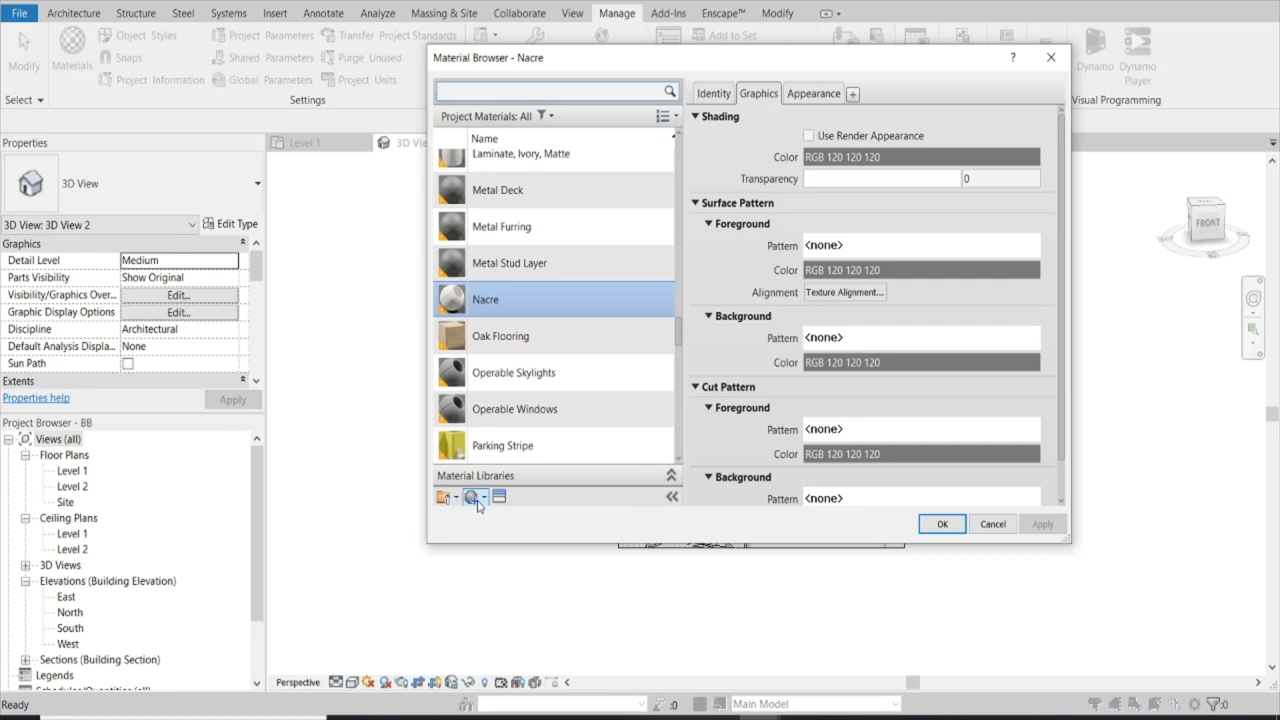 File Architecture Structure Steel Systems Insert Annotate Analyze Massing & Site Collaborate View Manage Add-Ins Enscape™ Modify
Modify
Materials
Object Styles
Snaps
Project Information
Project Parameters
Shared Parameters
Global Parameters
Transfer Project Standards
Purge Unused
Project Units
Add to Set
Dynamo
Dynamo Player
Select
Settings
Visual Programming
Properties
3D View
3D View: 3D View 2
Edit Type
Graphics
Detail Level Medium
Parts Visibility Show Original
Visibility/Graphics Over... Edit...
Graphic Display Options Edit...
Discipline Architectural
Default Analysis Displa... None
Sun Path
Extents
Properties help
Apply
Project Browser - BB
Views (all)
Floor Plans
Level 1
Level 2
Site
Ceiling Plans
Level 1
Level 2
3D Views
Elevations (Building Elevation)
East
North
South
West
Sections (Building Section)
Legends
Ready
Level 1
3D Vie
Material Browser - Nacre
?
Project Materials: All
Name
Laminate, Ivory, Matte
Metal Deck
Metal Furring
Metal Stud Layer
Nacre
Oak Flooring
Operable Skylights
Operable Windows
Parking Stripe
Material Libraries
Identity Graphics Appearance
Shading
Use Render Appearance
Color RGB 120 120 120
Transparency 0
Surface Pattern
Foreground
Pattern <none>
Color RGB 120 120 120
Alignment Texture Alignment...
Background
Pattern <none>
Color RGB 120 120 120
Cut Pattern
Foreground
Pattern <none>
Color RGB 120 120 120
Background
Pattern <none>
OK Cancel Apply
FRONT
Perspective
:0
Main Model
:0